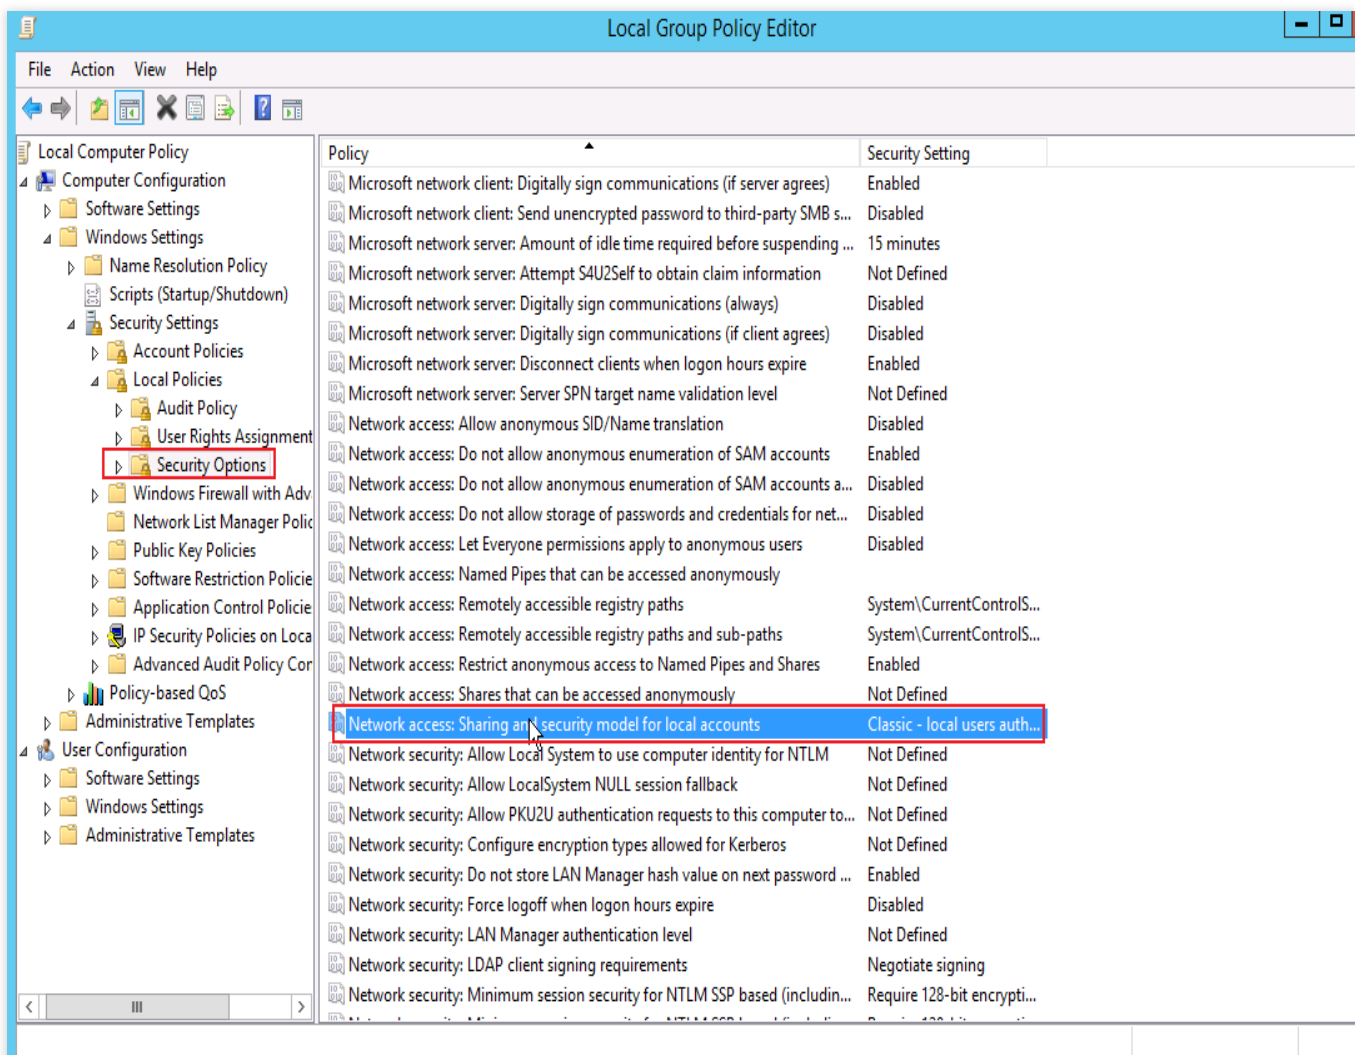 Local Group Policy Editor
File Action View Help
Local Computer Policy
Computer Configuration
Software Settings
Windows Settings
Name Resolution Policy
Scripts (Startup/Shutdown)
Security Settings
Account Policies
Local Policies
Audit Policy
User Rights Assignment
Security Options
Windows Firewall with Adv
Network List Manager Polic
Public Key Policies
Software Restriction Policie
Application Control Policie
IP Security Policies on Loca
Advanced Audit Policy Cor
Policy-based QoS
Administrative Templates
User Configuration
Software Settings
Windows Settings
Administrative Templates
Policy Security Setting
Microsoft network client: Digitally sign communications (if server agrees) Enabled
Microsoft network client: Send unencrypted password to third-party SMB s... Disabled
Microsoft network server: Amount of idle time required before suspending ... 15 minutes
Microsoft network server: Attempt S4U2Self to obtain claim information Not Defined
Microsoft network server: Digitally sign communications (always) Disabled
Microsoft network server: Digitally sign communications (if client agrees) Disabled
Microsoft network server: Disconnect clients when logon hours expire Enabled
Microsoft network server: Server SPN target name validation level Not Defined
Network access: Allow anonymous SID/Name translation Disabled
Network access: Do not allow anonymous enumeration of SAM accounts Enabled
Network access: Do not allow anonymous enumeration of SAM accounts a... Disabled
Network access: Do not allow storage of passwords and credentials for net... Disabled
Network access: Let Everyone permissions apply to anonymous users Disabled
Network access: Named Pipes that can be accessed anonymously
Network access: Remotely accessible registry paths System\CurrentControlS...
Network access: Remotely accessible registry paths and sub-paths System\CurrentControlS...
Network access: Restrict anonymous access to Named Pipes and Shares Enabled
Network access: Shares that can be accessed anonymously Not Defined
Network access: Sharing and security model for local accounts Classic - local users auth...
Network security: Allow Local System to use computer identity for NTLM Not Defined
Network security: Allow LocalSystem NULL session fallback Not Defined
Network security: Allow PKU2U authentication requests to this computer to... Not Defined
Network security: Configure encryption types allowed for Kerberos Not Defined
Network security: Do not store LAN Manager hash value on next password ... Enabled
Network security: Force logoff when logon hours expire Disabled
Network security: LAN Manager authentication level Not Defined
Network security: LDAP client signing requirements Negotiate signing
Network security: Minimum session security for NTLM SSP based (includin... Require 128-bit encrypti...